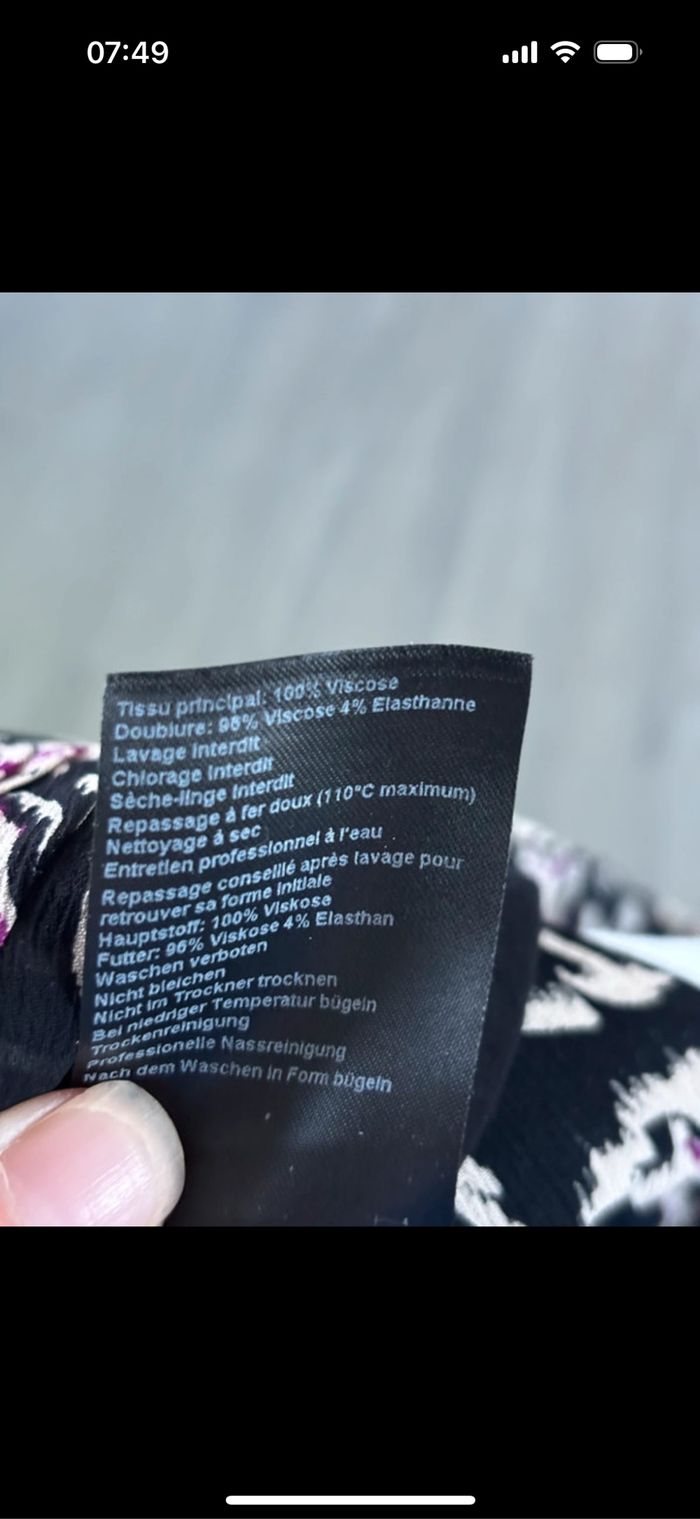 07:49
Tissu principal: 100% Viscose
Doublure: 96% Viscose 4% Elasthanne
Lavage interdit
Chlorage interdit
Sèche-linge interdit
Repassage à fer doux (110°C maximum)
Nettoyage à sec
Entretien professionnel à l'eau
Repassage conseillé après lavage pour
retrouver sa forme initiale
Hauptstoff: 100% Viskose
Futter: 96% Viskose 4% Elasthan
Waschen verboten
Nicht bleichen
Nicht im Trockner trocknen
Bei niedriger Temperatur bügeln
Trockenreinigung
Professionelle Nassreinigung
Nach dem Waschen in Form bügeln